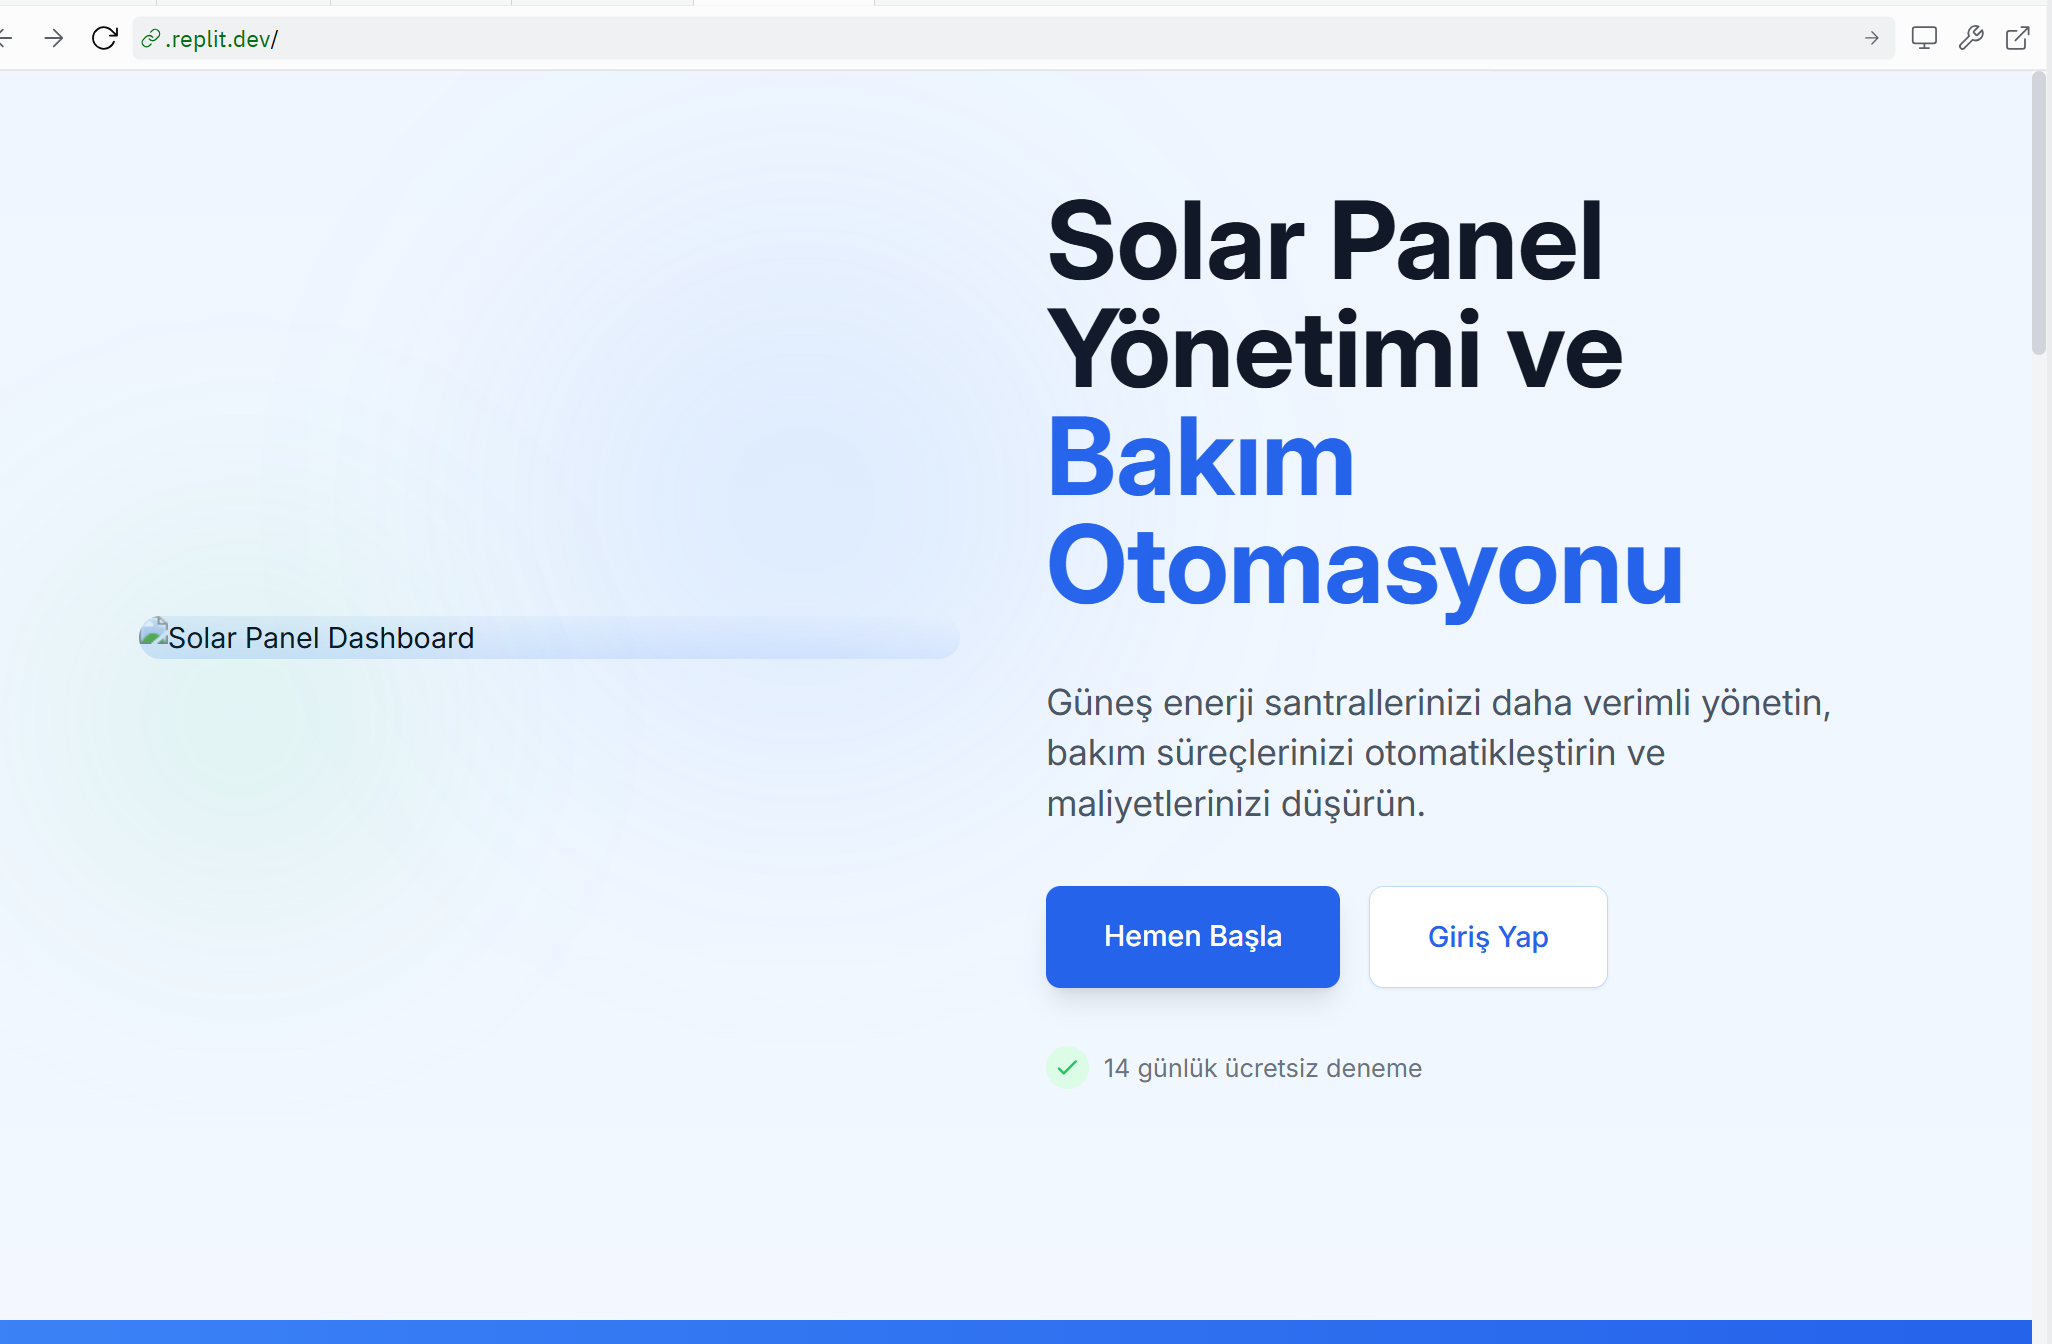 .replit.dev/
Solar Panel
Yönetimi ve
Bakım
Otomasyonu
Solar Panel Dashboard
Güneş enerji santrallerinizi daha verimli yönetin,
bakım süreçlerinizi otomatikleştirin ve
maliyetlerinizi düşürün.
Hemen Başla
Giriş Yap
14 günlük ücretsiz deneme